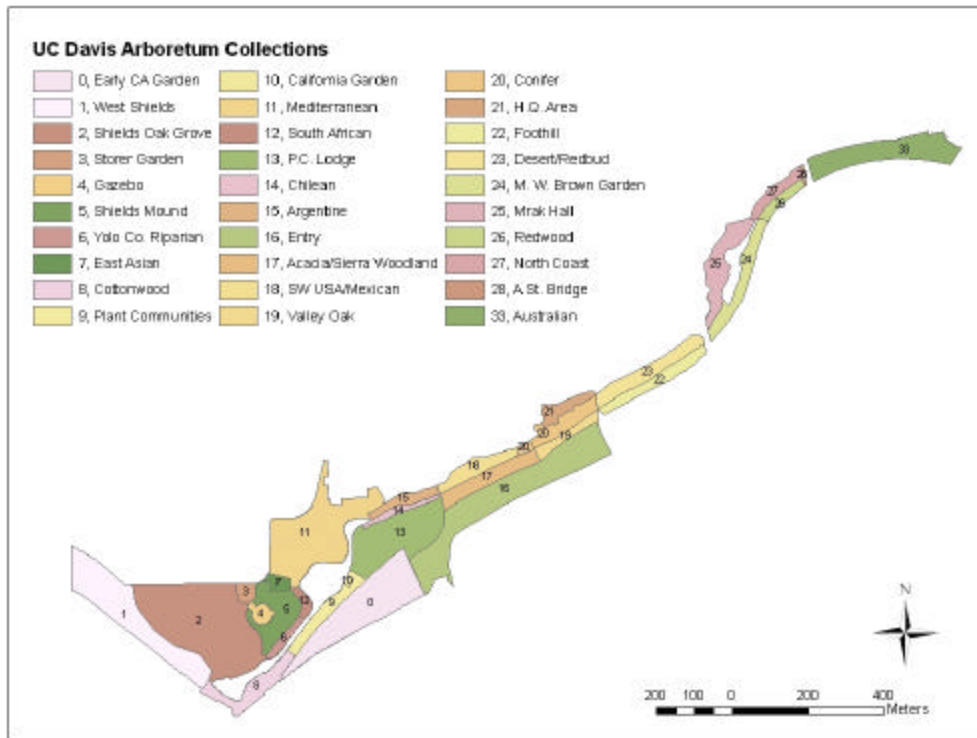 UC Davis Arboretum Collections
0, Early CA Garden
1, West Shields
2, Shields Oak Grove
3, Storer Garden
4, Gazebo
5, Shields Mound
6, Yolo Co. Riparian
7, East Asian
8, Cottonwood
9, Plant Communities
10, California Garden
11, Mediterranean
12, South African
13, P.C. Lodge
14, Chilean
15, Argentine
16, Entry
17, Acacia/Sierra Woodland
18, SW USA/Mexican
19, Valley Oak
20, Conifer
21, H.Q. Area
22, Foothill
23, Desert/Redbud
24, M. W. Brown Garden
25, Mrak Hall
26, Redwood
27, North Coast
28, A St. Bridge
33, Australian
33
28
27
26
25
24
23
22
21
20
20
19
18
17
16
15
14
13
11
10
9
0
7
3
12
4
5
2
1
6
8
N
200 100 0 200 400
Meters